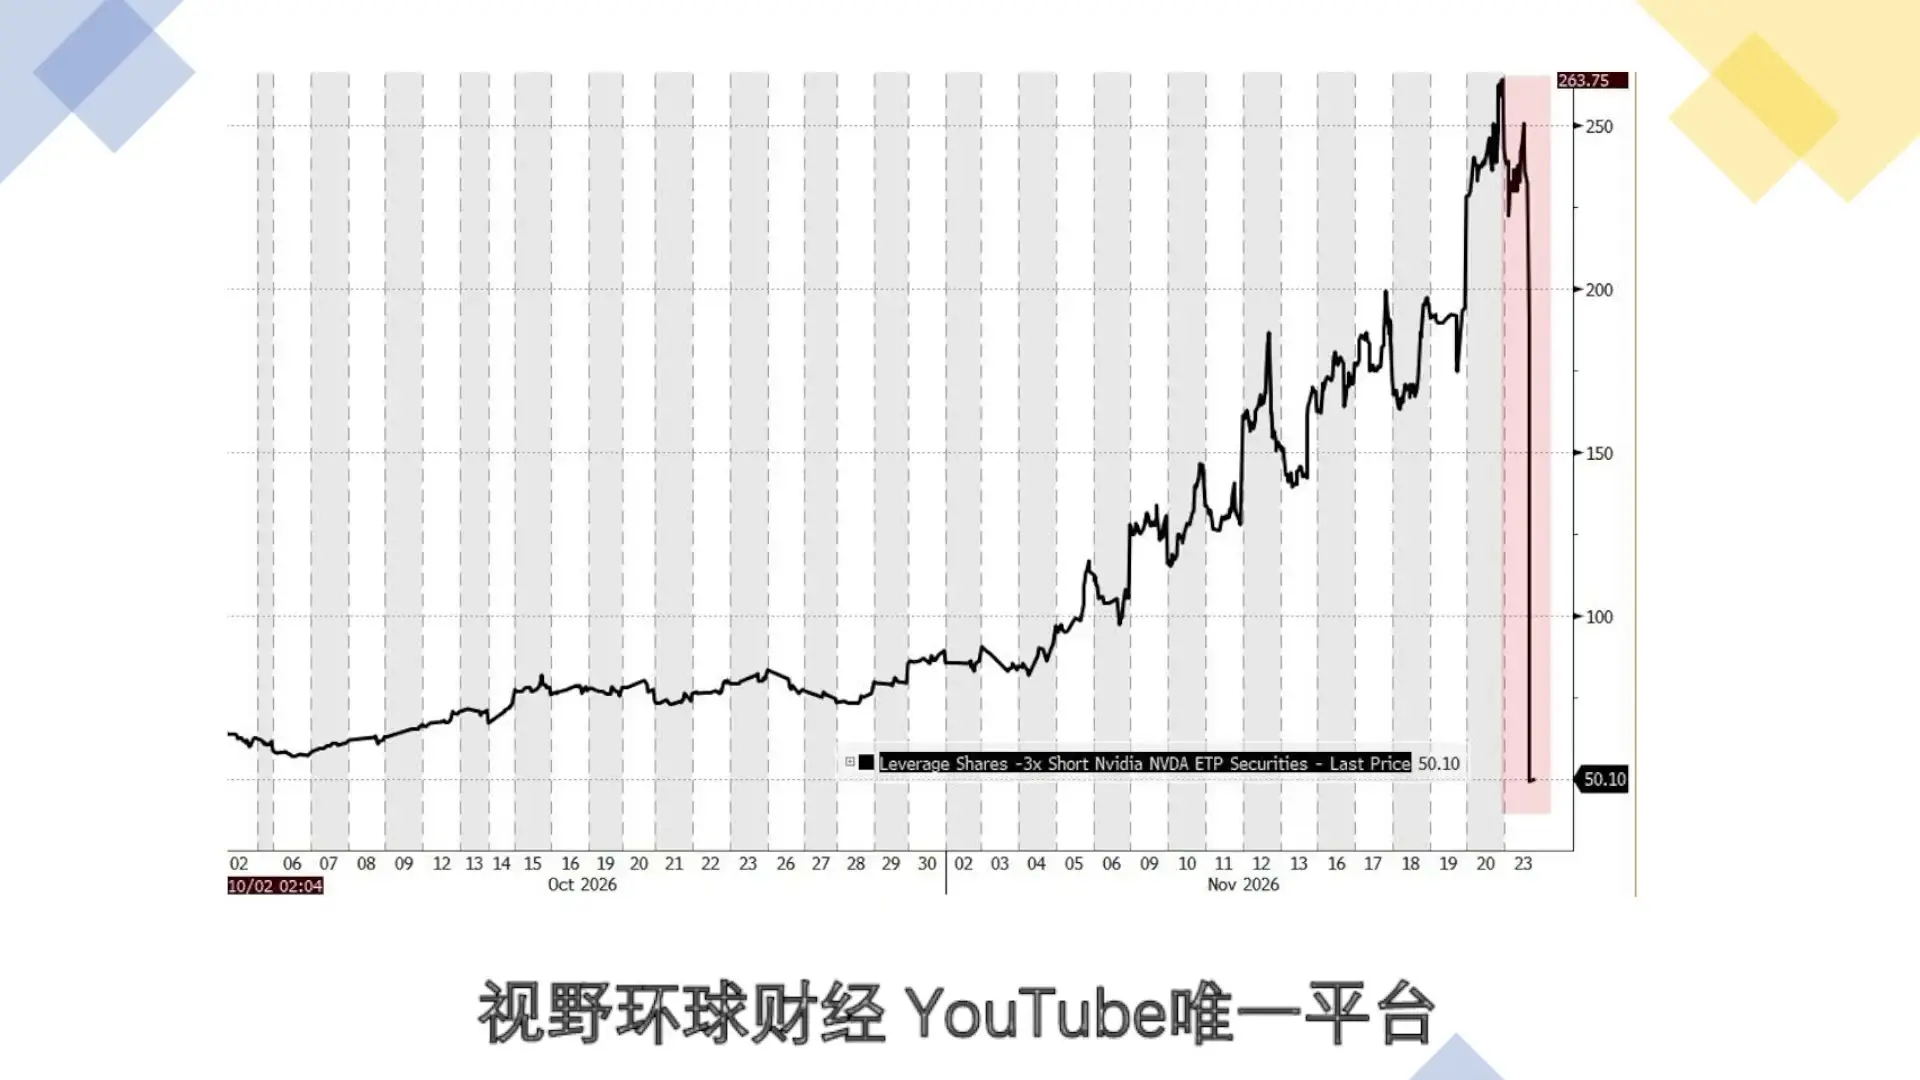 263.75
250
200
150
100
Leverage Shares -3x Short Nvidia NVDA ETP Securities - Last Price 50.10
50.10
02 06 07 08 09 12 13 14 15 16 19 20 21 22 23 26 27 28 29 30 02 03 04 05 06 09 10 11 12 13 16 17 18 19 20 23
10/02 02:04 Oct 2026 Nov 2026
视野环球财经 YouTube唯一平台